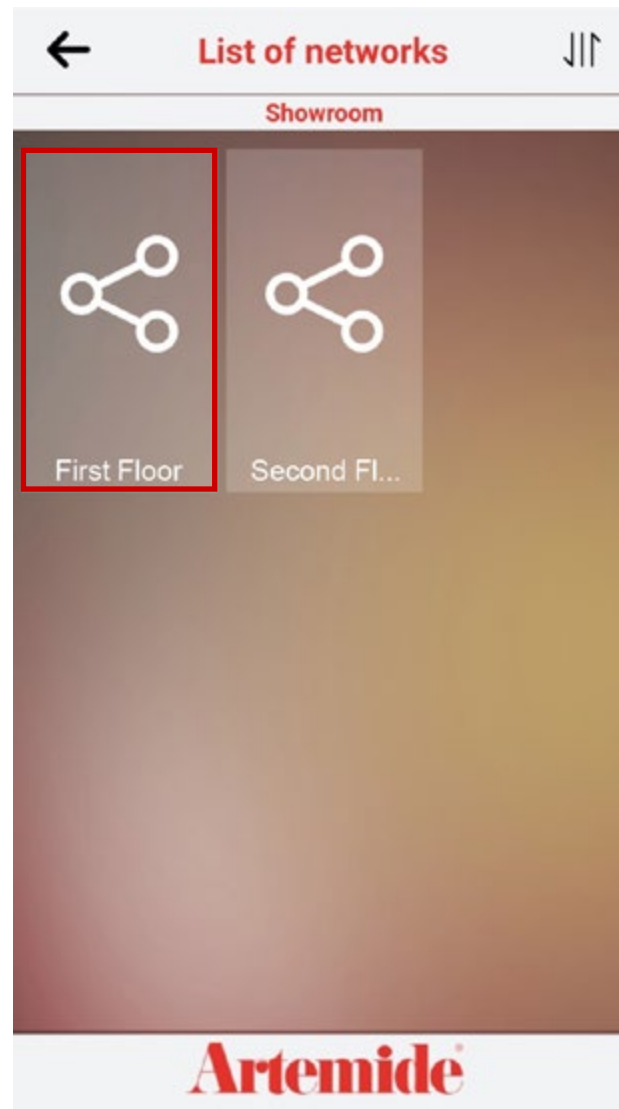 List of networks
Showroom
First Floor
Second Fl...
Artemide